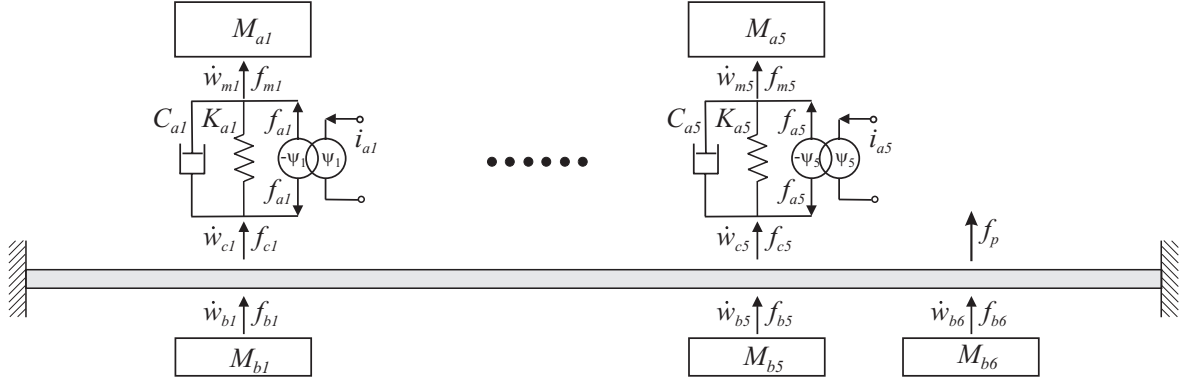 M_{a1} M_{a5}
ẇ_{m1} f_{m1} ẇ_{m5} f_{m5}
C_{a1} K_{a1} f_{a1} i_{a1} C_{a5} K_{a5} f_{a5} i_{a5}
-ψ_1 ψ_1 -ψ_5 ψ_5
f_{a1} f_{a5}
ẇ_{c1} f_{c1} ẇ_{c5} f_{c5} f_p
ẇ_{b1} f_{b1} ẇ_{b5} f_{b5} ẇ_{b6} f_{b6}
M_{b1} M_{b5} M_{b6}